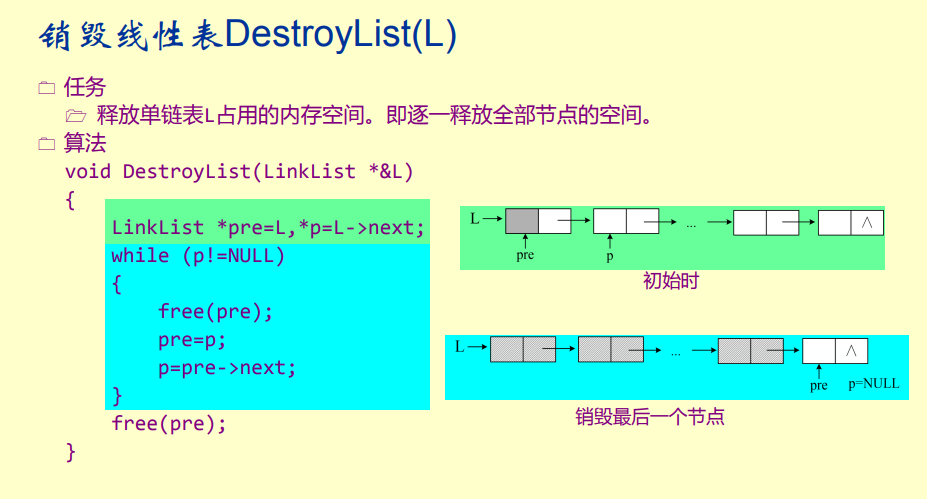 销毁线性表DestroyList(L)
任务
释放单链表L占用的内存空间。即逐一释放全部节点的空间。
算法
void DestroyList(LinkList *&L)
{
LinkList *pre=L,*p=L->next;
while (p!=NULL)
{
free(pre);
pre=p;
p=pre->next;
}
free(pre);
}
L
... ∧
pre p
初始时
L
... ∧
pre p=NULL
销毁最后一个节点